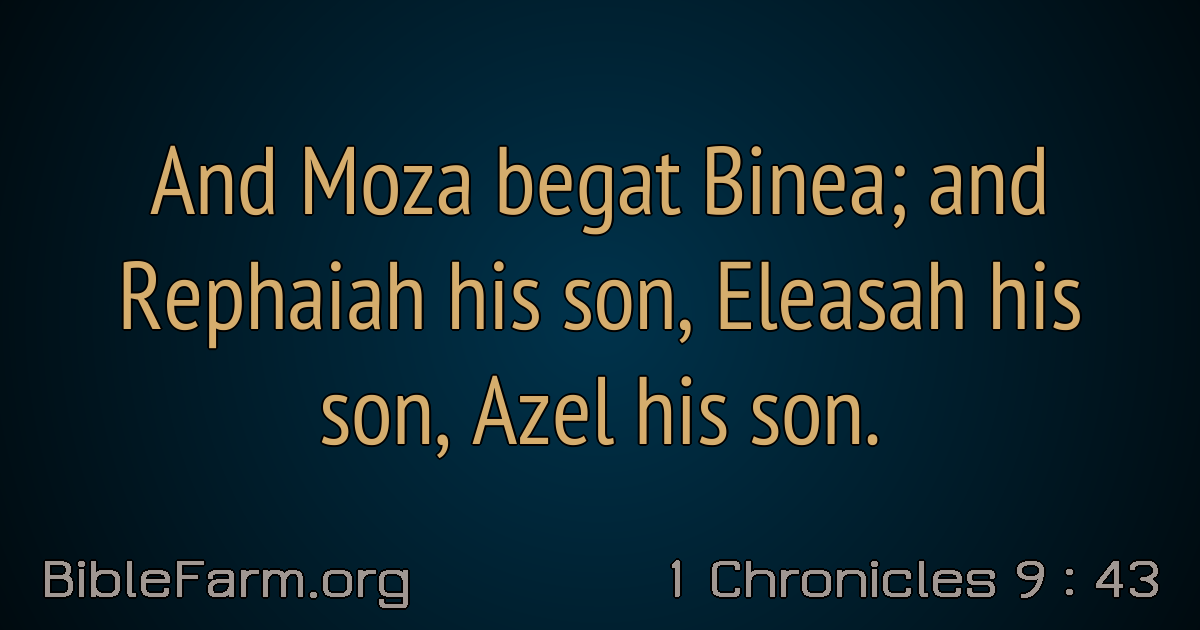 And Moza begat Binea; and
Rephaiah his son, Eleasah his
son, Azel his son.
BibleFarm.org
1 Chronicles 9 : 43